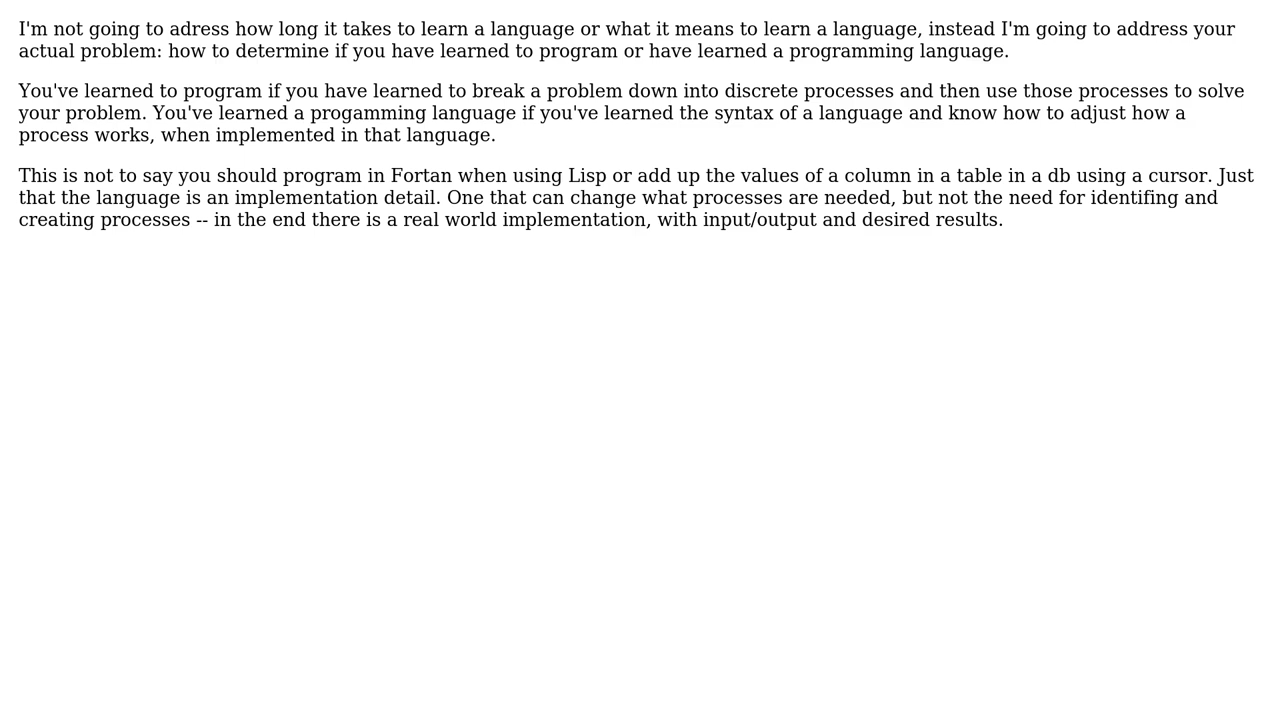 I'm not going to adress how long it takes to learn a language or what it means to learn a language, instead I'm going to address your
actual problem: how to determine if you have learned to program or have learned a programming language.
You've learned to program if you have learned to break a problem down into discrete processes and then use those processes to solve
your problem. You've learned a progamming language if you've learned the syntax of a language and know how to adjust how a
process works, when implemented in that language.
This is not to say you should program in Fortan when using Lisp or add up the values of a column in a table in a db using a cursor. Just
that the language is an implementation detail. One that can change what processes are needed, but not the need for identifing and
creating processes -- in the end there is a real world implementation, with input/output and desired results.